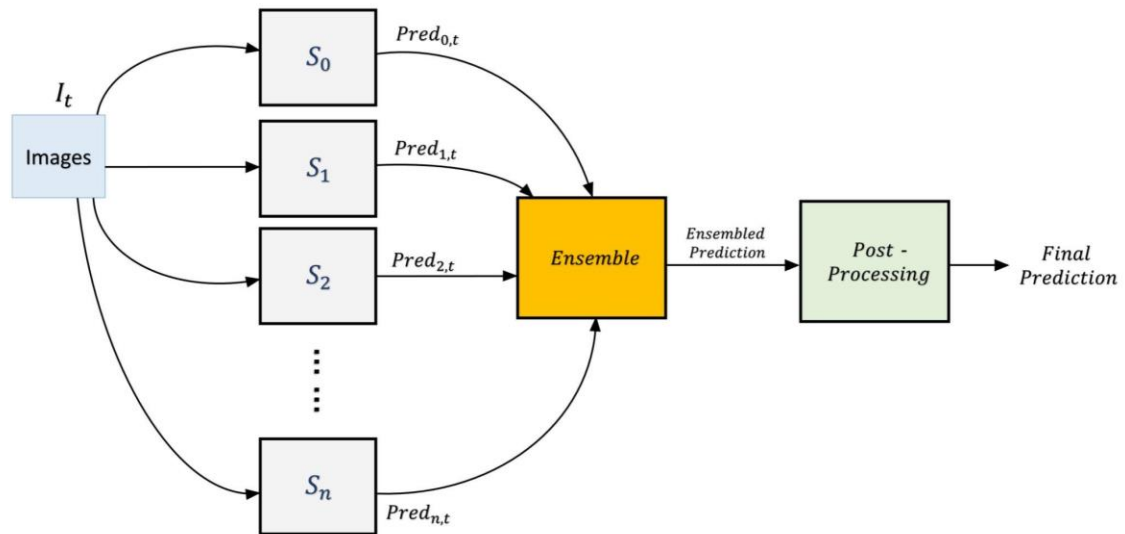 I_t
Images
S_0
S_1
S_2
S_n
Pred_{0,t}
Pred_{1,t}
Pred_{2,t}
Pred_{n,t}
Ensemble
Ensembled
Prediction
Post -
Processing
Final
Prediction